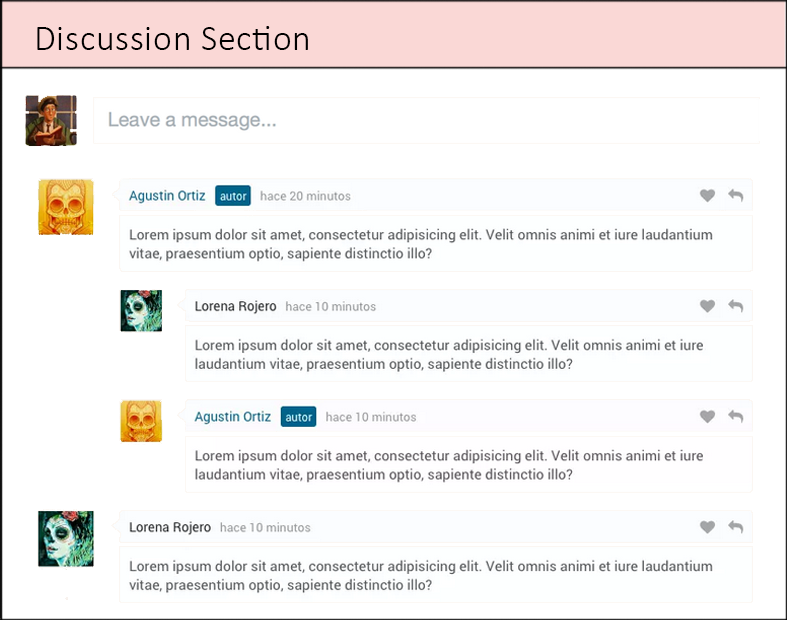 Discussion Section
Leave a message...
Agustin Ortiz autor hace 20 minutos
Lorem ipsum dolor sit amet, consectetur adipisicing elit. Velit omnis animi et iure laudantium
vitae, praesentium optio, sapiente distinctio illo?
Lorena Rojero hace 10 minutos
Lorem ipsum dolor sit amet, consectetur adipisicing elit. Velit omnis animi et iure
laudantium vitae, praesentium optio, sapiente distinctio illo?
Agustin Ortiz autor hace 10 minutos
Lorem ipsum dolor sit amet, consectetur adipisicing elit. Velit omnis animi et iure
laudantium vitae, praesentium optio, sapiente distinctio illo?
Lorena Rojero hace 10 minutos
Lorem ipsum dolor sit amet, consectetur adipisicing elit. Velit omnis animi et iure laudantium
vitae, praesentium optio, sapiente distinctio illo?